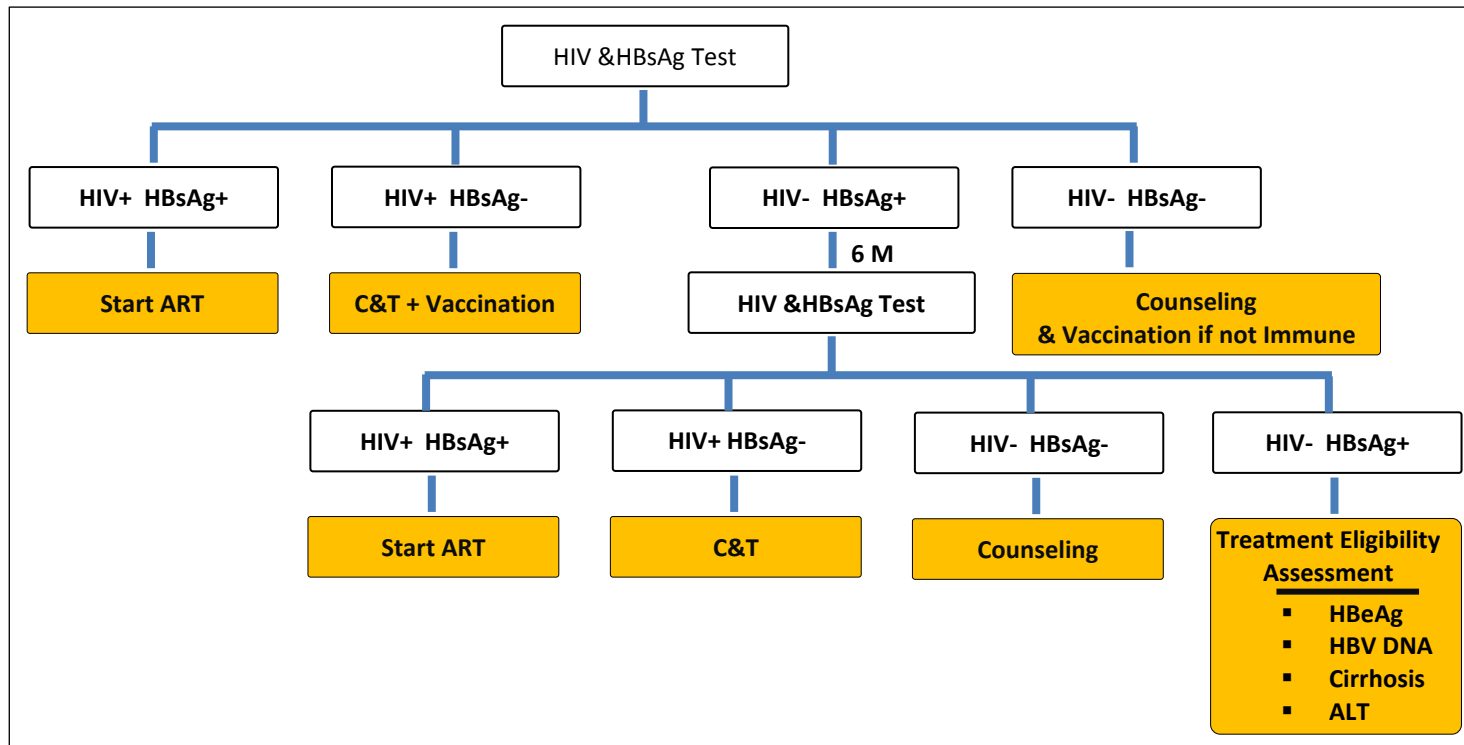 HIV &HBsAg Test
HIV+  HBsAg+
HIV+  HBsAg-
HIV-  HBsAg+
HIV-  HBsAg-
6 M
Start ART
C&T + Vaccination
HIV &HBsAg Test
Counseling
& Vaccination if not Immune
HIV+  HBsAg+
HIV+ HBsAg-
HIV-  HBsAg-
HIV-  HBsAg+
Start ART
C&T
Counseling
Treatment Eligibility
Assessment
▪ HBeAg
▪ HBV DNA
▪ Cirrhosis
▪ ALT